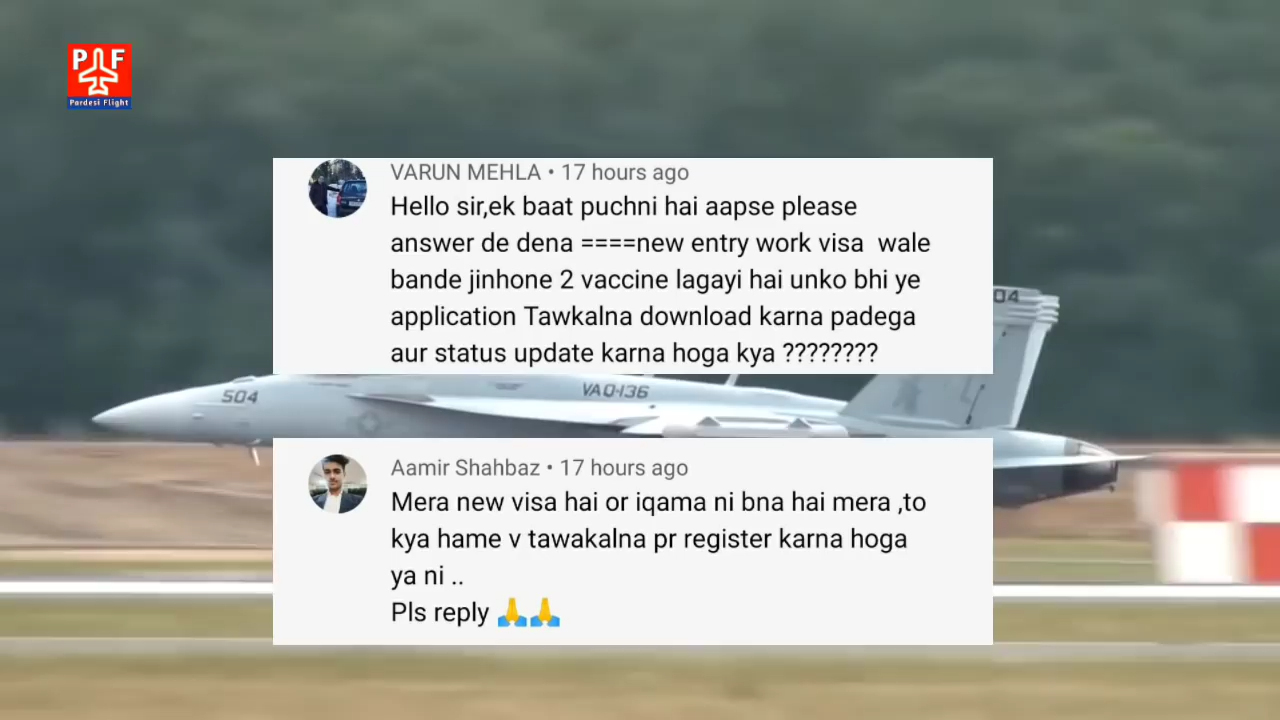 P F
Pardesi Flight
VARUN MEHLA • 17 hours ago
Hello sir,ek baat puchni hai aapse please
answer de dena ====new entry work visa wale
bande jinhone 2 vaccine lagayi hai unko bhi ye
application Tawkalna download karna padega
aur status update karna hoga kya ????????
04
504
VAQ-136
Aamir Shahbaz • 17 hours ago
Mera new visa hai or iqama ni bna hai mera ,to
kya hame v tawakalna pr register karna hoga
ya ni ..
Pls reply 🙏🙏